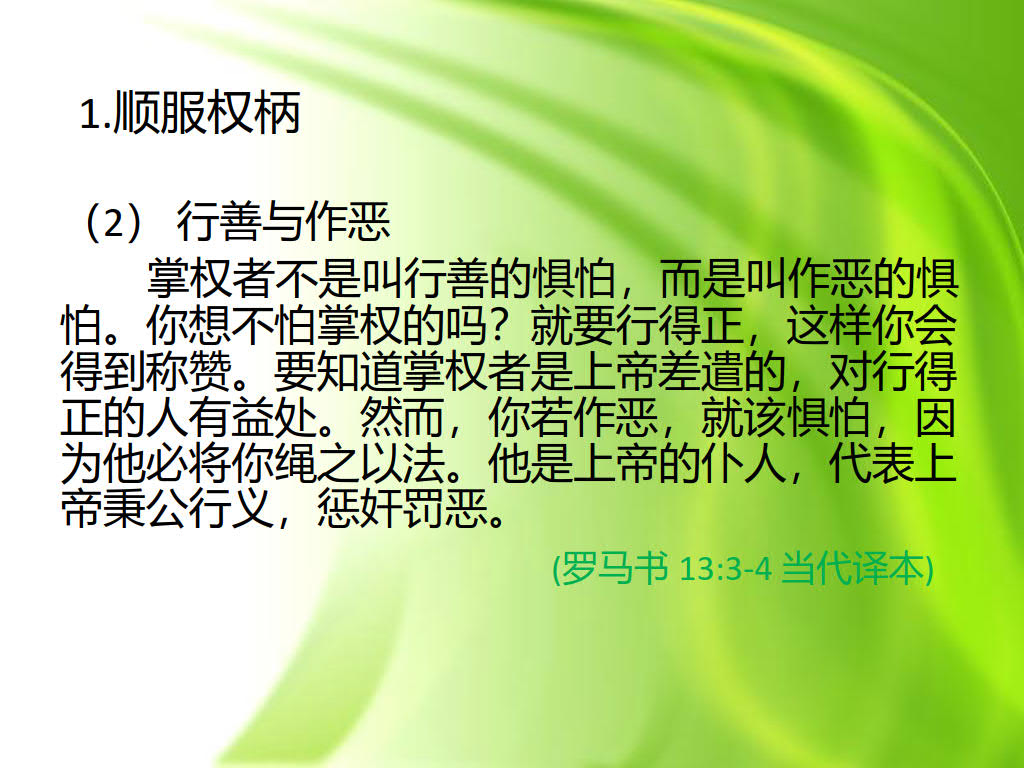 1.顺服权柄
（2） 行善与作恶
掌权者不是叫行善的惧怕，而是叫作恶的惧
怕。你想不怕掌权的吗？就要行得正，这样你会
得到称赞。要知道掌权者是上帝差遣的，对行得
正的人有益处。然而，你若作恶，就该惧怕，因
为他必将你绳之以法。他是上帝的仆人，代表上
帝秉公行义，惩奸罚恶。
(罗马书 13:3-4 当代译本)